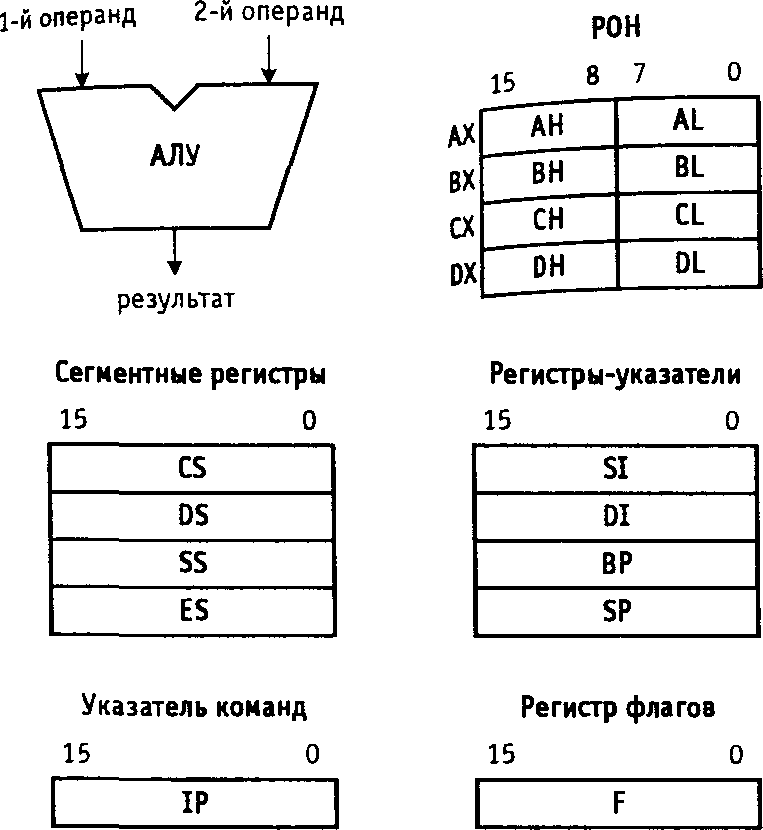 1-й операнд 2-й операнд
АЛУ
результат
РОН
15 8 7 0
AX AH AL
BX BH BL
CX CH CL
DX DH DL
Сегментные регистры
15 0
CS
DS
SS
ES
Регистры-указатели
15 0
SI
DI
BP
SP
Указатель команд
15 0
IP
Регистр флагов
15 0
F